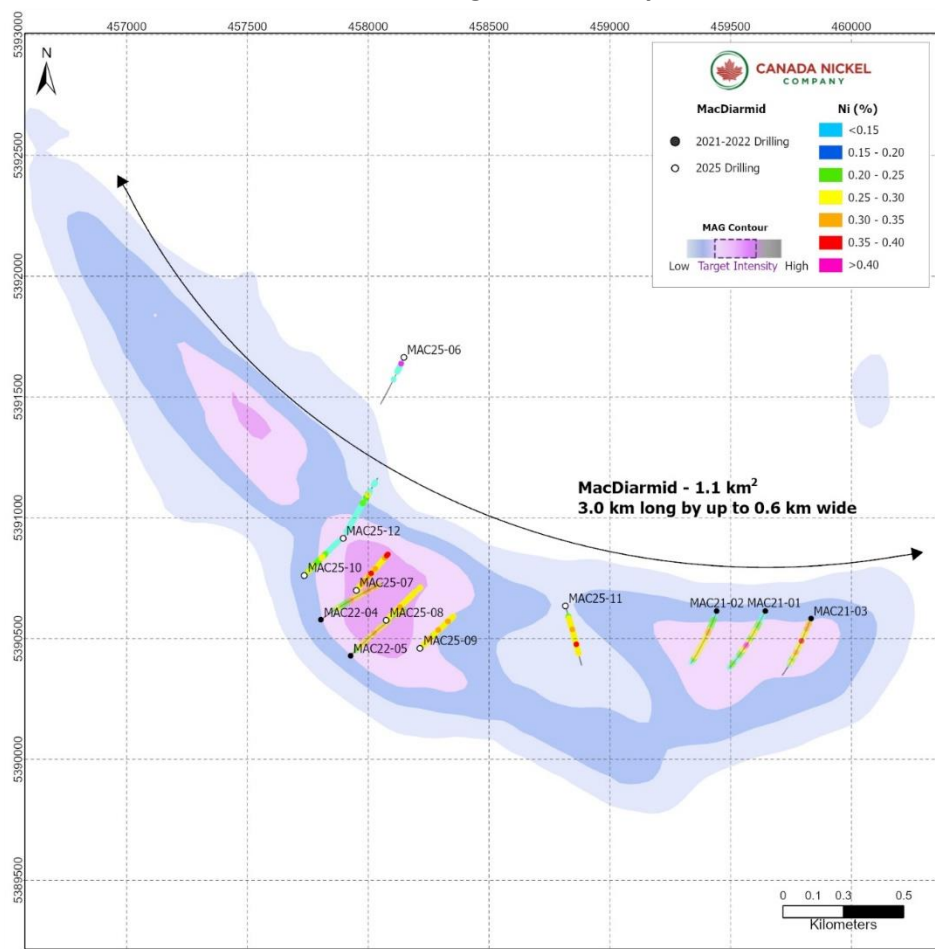 457000 457500 458000 458500 459000 459500 460000
5393000
5392500
5392000
5391500
5391000
5390500
5390000
5389500
N
CANADA NICKEL
COMPANY
MacDiarmid
2021-2022 Drilling
2025 Drilling
MAG Contour
Low Target Intensity High
Ni (%)
<0.15
0.15 - 0.20
0.20 - 0.25
0.25 - 0.30
0.30 - 0.35
0.35 - 0.40
>0.40
MAC25-06
MacDiarmid - 1.1 km²
3.0 km long by up to 0.6 km wide
MAC25-12
MAC25-10
MAC25-07
MAC22-04
MAC25-08
MAC22-05
MAC25-09
MAC25-11
MAC21-02 MAC21-01
MAC21-03
0 0.1 0.3 0.5
Kilometers